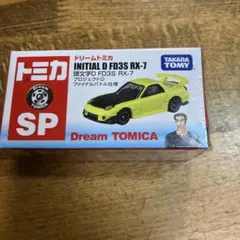 トミカ
Dream TOMICA
SP
ドリームトミカ
INITIAL D FD3S RX-7
頭文字D FD3S RX-7
プロジェクトD
ファイナルバトル仕様
TAKARA
TOMY
Dream TOMICA